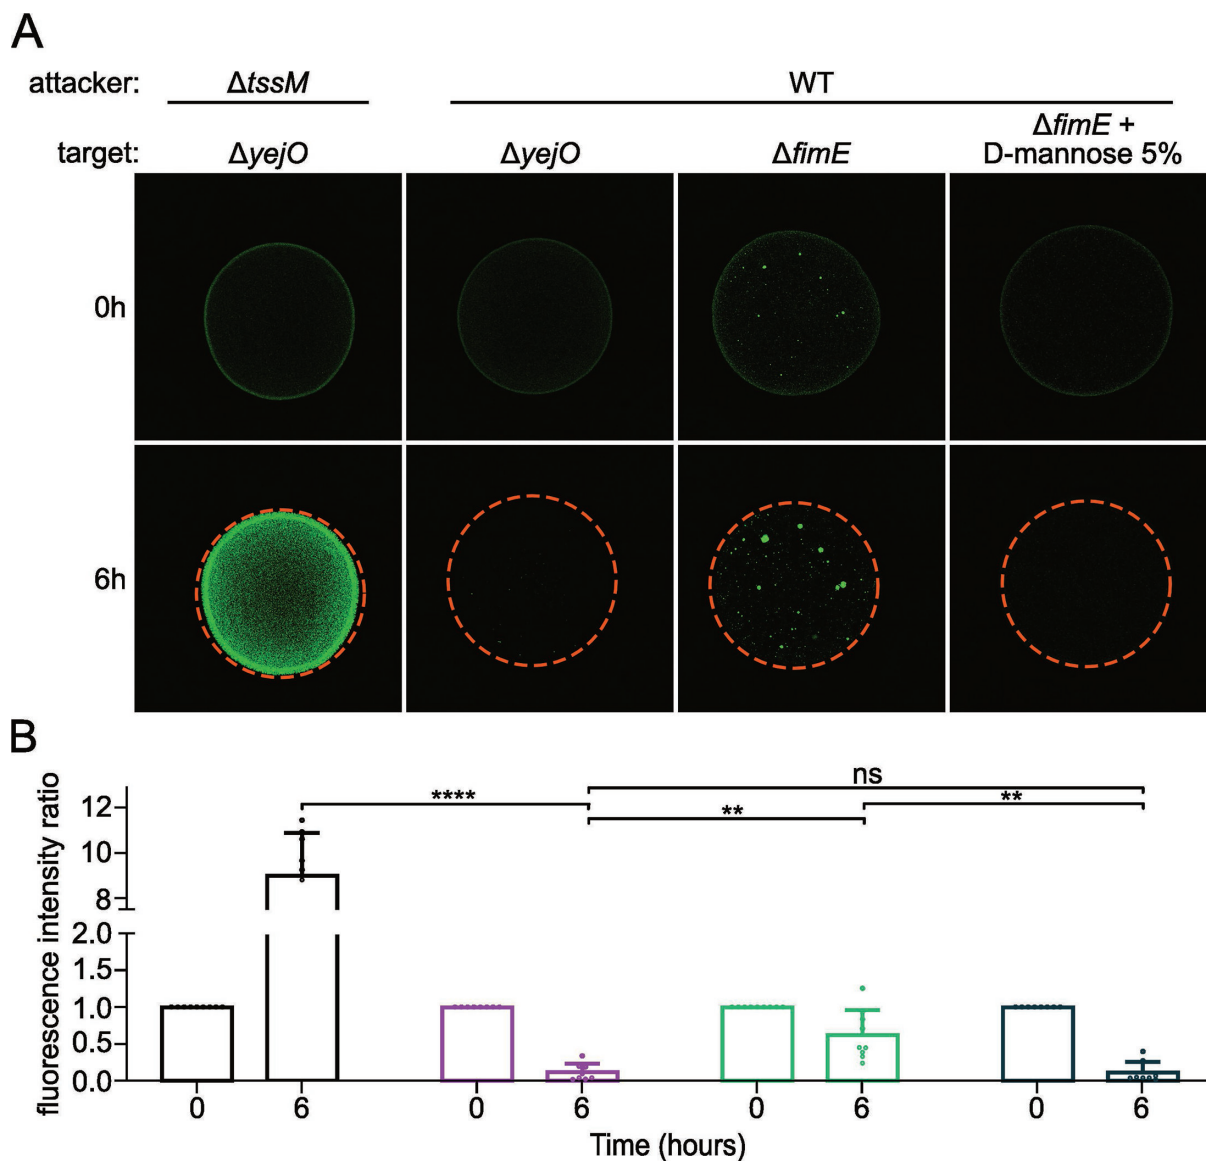 A
attacker: ΔtssM WT
target: ΔyejO ΔyejO ΔfimE ΔfimE +
D-mannose 5%
0h
6h
B
fluorescence intensity ratio
12
10
8
2.0
1.5
1.0
0.5
0.0
**** ns ** **
0 6 0 6 0 6 0 6
Time (hours)